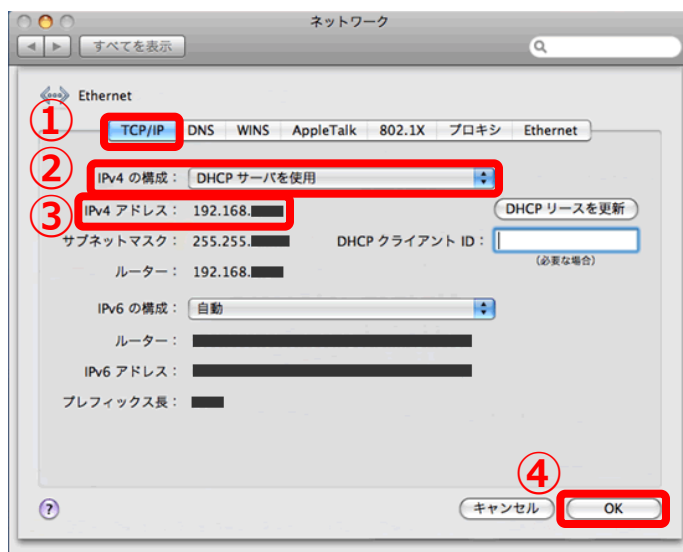 ネットワーク
すべてを表示
Ethernet
①
TCP/IP DNS WINS AppleTalk 802.1X プロキシ Ethernet
②
IPv4 の構成： DHCP サーバを使用
③
IPv4 アドレス： 192.168.
DHCP リースを更新
サブネットマスク： 255.255.
DHCP クライアント ID：
ルーター： 192.168.
（必要な場合）
IPv6 の構成： 自動
ルーター：
IPv6 アドレス：
プレフィックス長：
④
?
キャンセル OK